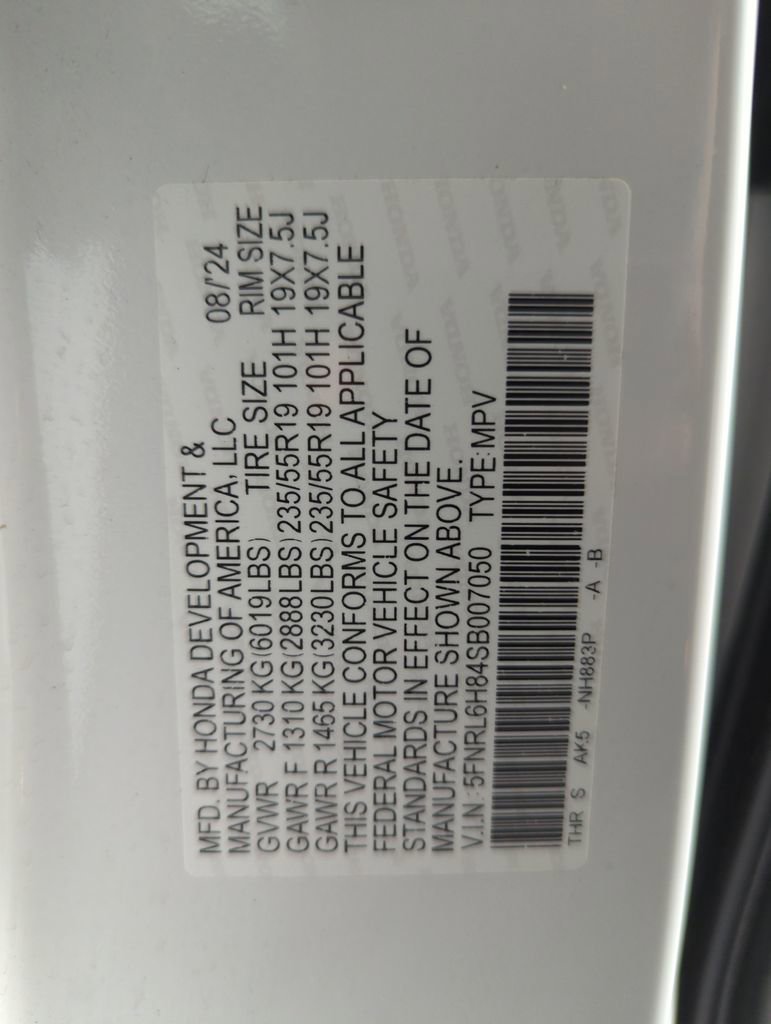 MFD. BY HONDA DEVELOPMENT &
MANUFACTURING OF AMERICA, LLC 08/'24
GVWR 2730 KG(6019LBS) TIRE SIZE RIM SIZE
GAWR F 1310 KG(2888LBS) 235/55R19 101H 19X7.5J
GAWR R 1465 KG(3230LBS) 235/55R19 101H 19X7.5J
THIS VEHICLE CONFORMS TO ALL APPLICABLE
FEDERAL MOTOR VEHICLE SAFETY
STANDARDS IN EFFECT ON THE DATE OF
MANUFACTURE SHOWN ABOVE.
V.I.N.:5FNRL6H84SB007050 TYPE:MPV
THR S AK5 -NH883P -A -B